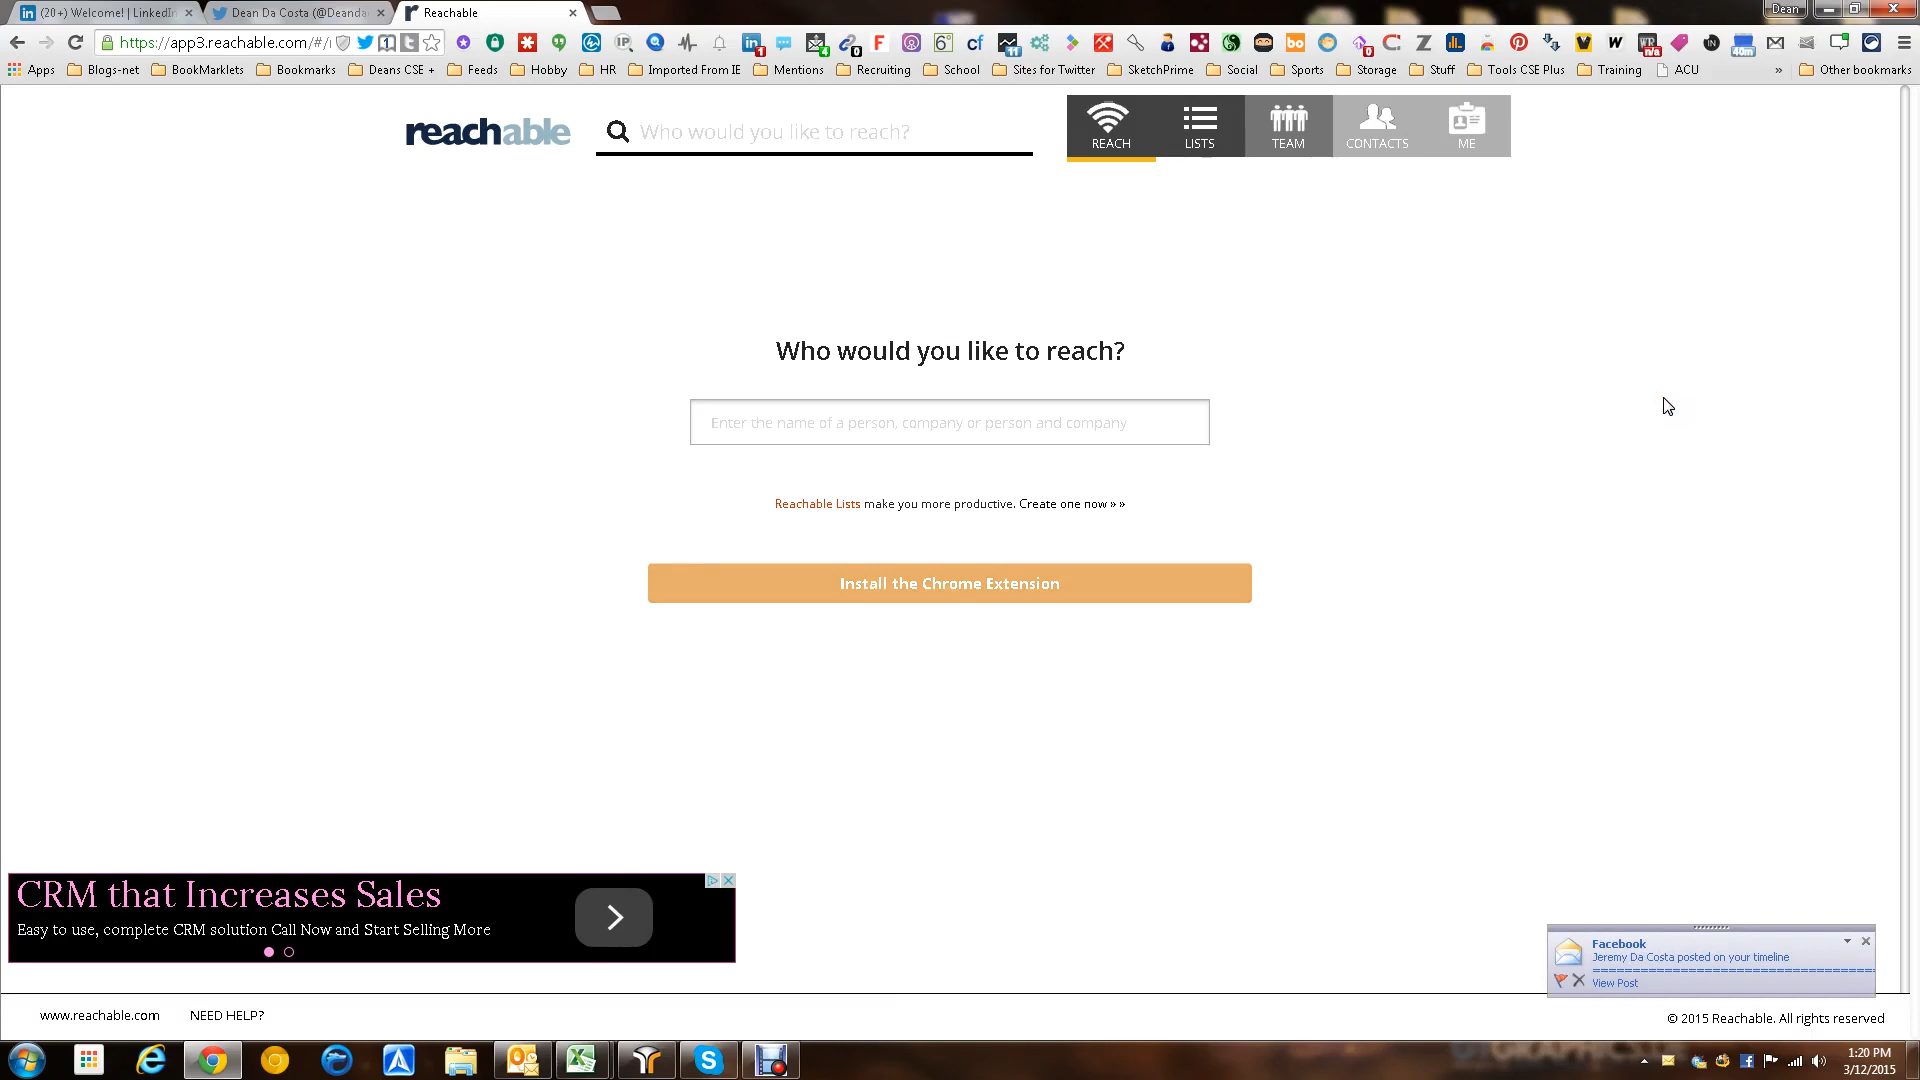 (20+) Welcome! | LinkedIn
Dean Da Costa (@Deanda
Reachable
Dean
https://app3.reachable.com/#/
Apps
Blogs-net
BookMarklets
Bookmarks
Deans CSE +
Feeds
Hobby
HR
Imported From IE
Mentions
Recruiting
School
Sites for Twitter
SketchPrime
Social
Sports
Storage
Stuff
Tools CSE Plus
Training
ACU
»
Other bookmarks
reachable
Who would you like to reach?
REACH
LISTS
TEAM
CONTACTS
ME
Who would you like to reach?
Enter the name of a person, company or person and company
Reachable Lists make you more productive. Create one now » »
Install the Chrome Extension
CRM that Increases Sales
Easy to use, complete CRM solution Call Now and Start Selling More
Facebook
Jeremy Da Costa posted on your timeline
View Post
www.reachable.com
NEED HELP?
© 2015 Reachable. All rights reserved
1:20 PM
3/12/2015